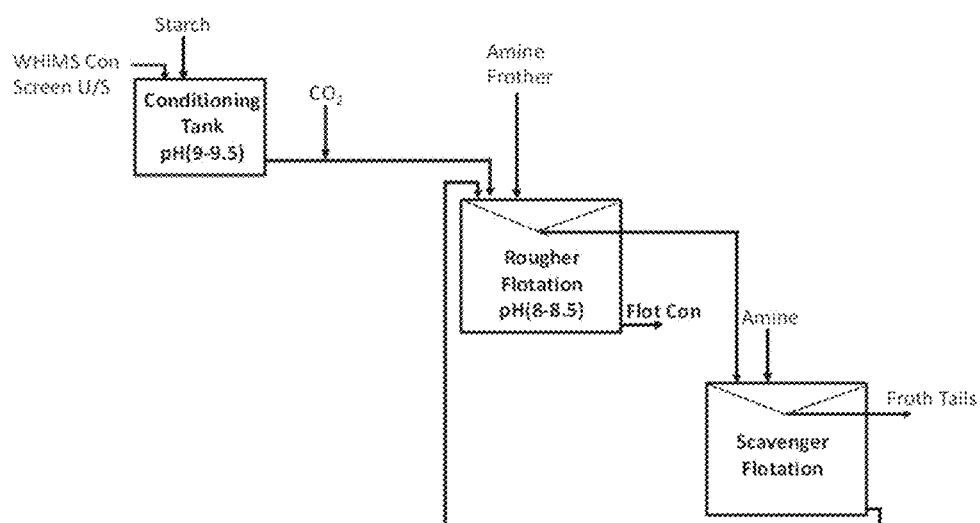 Starch
WHIMS Con
Screen U/S
Conditioning
Tank
pH(9-9.5)
CO₂
Amine
Frother
Rougher
Flotation
pH(8-8.5)
Flot Con
Amine
Froth Tails
Scavenger
Flotation